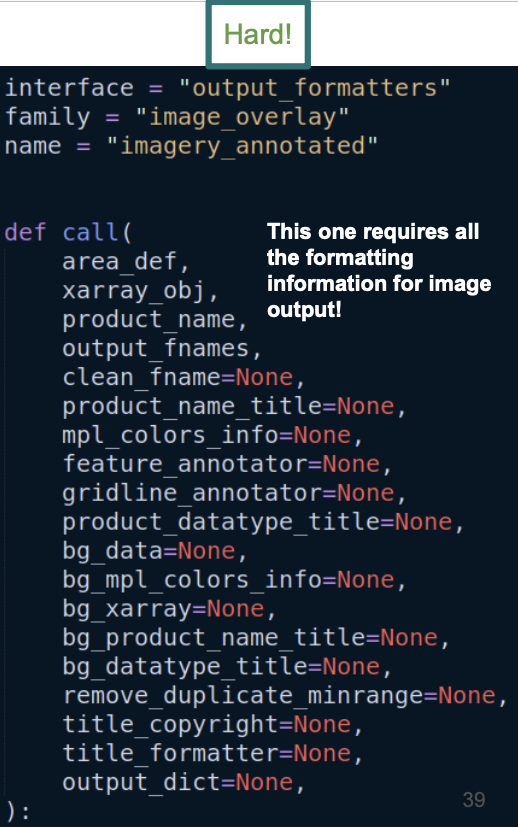 Hard!
interface = "output_formatters"
family = "image_overlay"
name = "imagery_annotated"
def call(
    area_def,
    xarray_obj,
    product_name,
    output_fnames,
    clean_fname=None,
    product_name_title=None,
    mpl_colors_info=None,
    feature_annotator=None,
    gridline_annotator=None,
    product_datatype_title=None,
    bg_data=None,
    bg_mpl_colors_info=None,
    bg_xarray=None,
    bg_product_name_title=None,
    bg_datatype_title=None,
    remove_duplicate_minrange=None,
    title_copyright=None,
    title_formatter=None,
    output_dict=None,
):
This one requires all
the formatting
information for image
output!
39